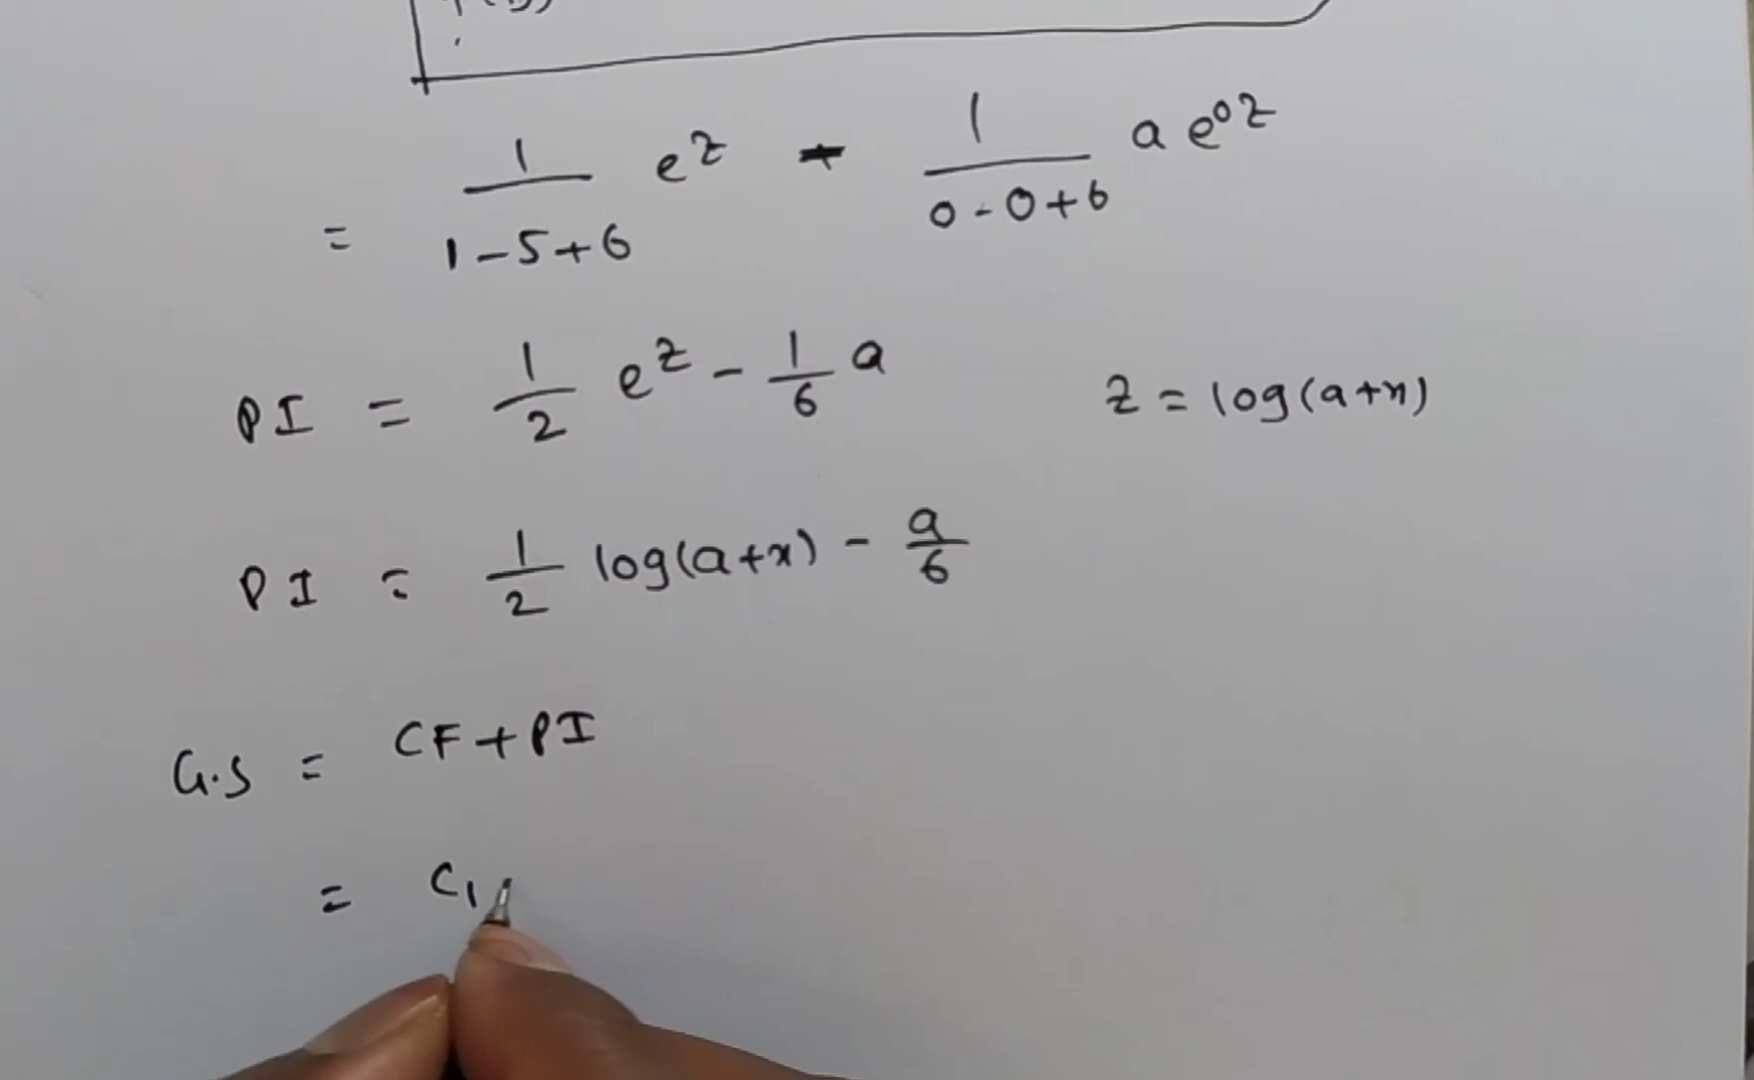 = 1/(1-5+6) e^z - 1/(0-0+6) a e^{0z}
PI = 1/2 e^z - 1/6 a
z = log(a+x)
PI = 1/2 log(a+x) - a/6
G.S = CF+PI
= C₁